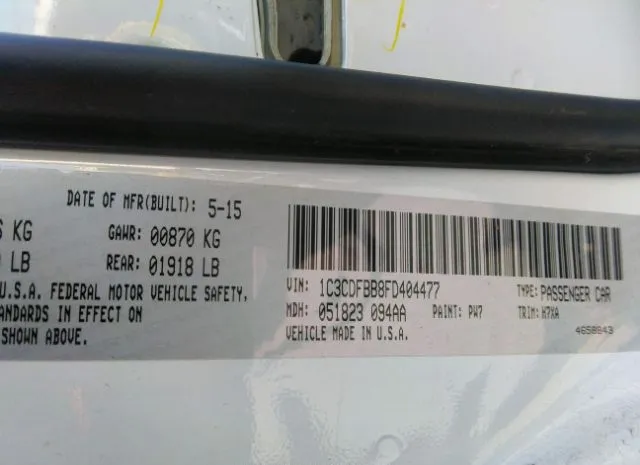 DATE OF MFR(BUILT): 5-15
KG GAWR: 00870 KG
LB REAR: 01918 LB
U.S.A. FEDERAL MOTOR VEHICLE SAFETY,
IN EFFECT ON
SHOWN ABOVE.
VIN: 1C3CDFBB8FD404477 TYPE: PASSENGER CAR
MDH: 051823 094AA PAINT: PW7 TRIM: H7XA
VEHICLE MADE IN U.S.A. 4658843